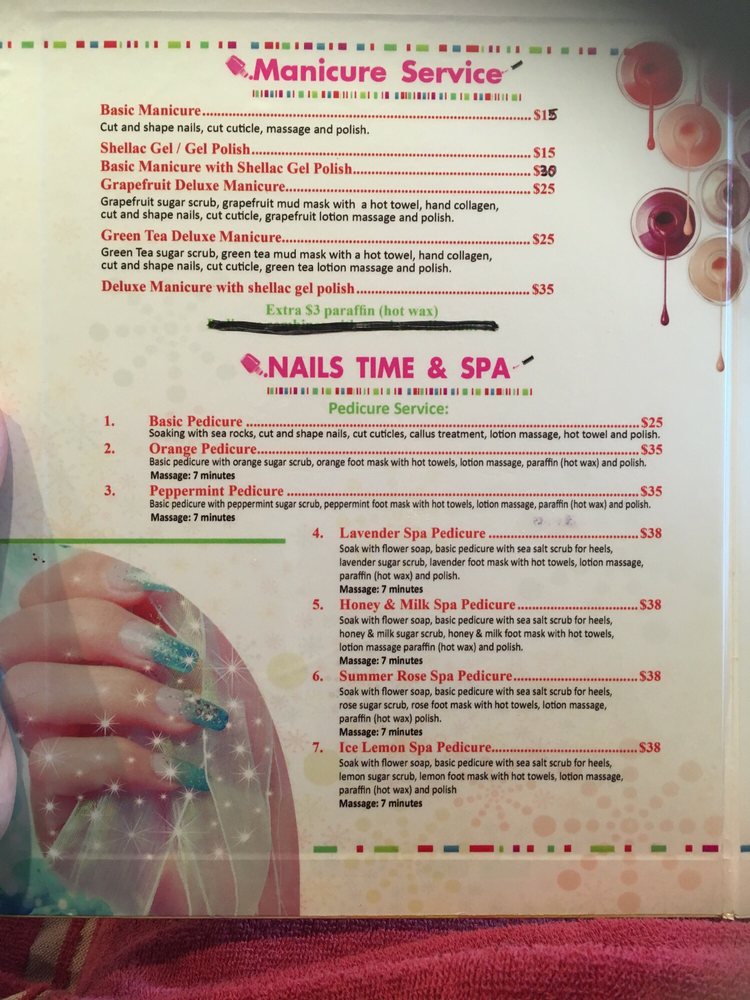 Manicure Service
Basic Manicure.......... $15
Cut and shape nails, cut cuticle, massage and polish.
Shellac Gel / Gel Polish.......... $15
Basic Manicure with Shellac Gel Polish.......... $30
Grapefruit Deluxe Manicure.......... $25
Grapefruit sugar scrub, grapefruit mud mask with a hot towel, hand collagen,
cut and shape nails, cut cuticle, grapefruit lotion massage and polish.
Green Tea Deluxe Manicure.......... $25
Green Tea sugar scrub, green tea mud mask with a hot towel, hand collagen,
cut and shape nails, cut cuticle, green tea lotion massage and polish.
Deluxe Manicure with shellac gel polish.......... $35
Extra $3 paraffin (hot wax)
NAILS TIME & SPA
Pedicure Service:
1. Basic Pedicure .......... $25
Soaking with sea rocks, cut and shape nails, cut cuticles, callus treatment, lotion massage, hot towel and polish.
2. Orange Pedicure.......... $35
Basic pedicure with orange sugar scrub, orange foot mask with hot towels, lotion massage, paraffin (hot wax) and polish.
Massage: 7 minutes
3. Peppermint Pedicure .......... $35
Basic pedicure with peppermint sugar scrub, peppermint foot mask with hot towels, lotion massage, paraffin (hot wax) and polish.
Massage: 7 minutes
4. Lavender Spa Pedicure .......... $38
Soak with flower soap, basic pedicure with sea salt scrub for heels,
lavender sugar scrub, lavender foot mask with hot towels, lotion massage,
paraffin (hot wax) and polish.
Massage: 7 minutes
5. Honey & Milk Spa Pedicure.......... $38
Soak with flower soap, basic pedicure with sea salt scrub for heels,
honey & milk sugar scrub, honey & milk foot mask with hot towels,
lotion massage paraffin (hot wax) and polish.
Massage: 7 minutes
6. Summer Rose Spa Pedicure.......... $38
Soak with flower soap, basic pedicure with sea salt scrub for heels,
rose sugar scrub, rose foot mask with hot towels, lotion massage,
paraffin (hot wax) polish.
Massage: 7 minutes
7. Ice Lemon Spa Pedicure.......... $38
Soak with flower soap, basic pedicure with sea salt scrub for heels,
lemon sugar scrub, lemon foot mask with hot towels, lotion massage,
paraffin (hot wax) and polish
Massage: 7 minutes